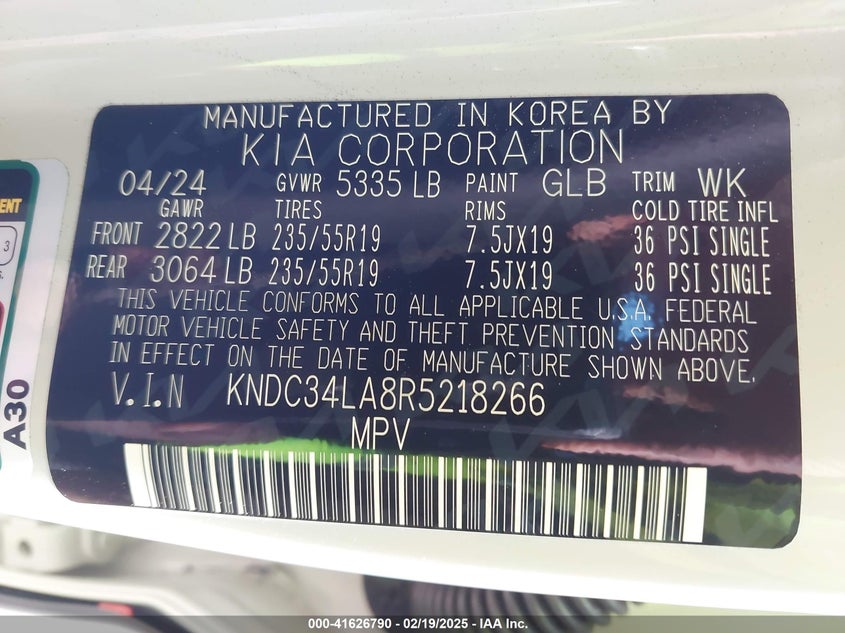 MANUFACTURED IN KOREA BY
KIA CORPORATION
04/24 GVWR 5335 LB PAINT GLB TRIM WK
GAWR TIRES RIMS COLD TIRE INFL
FRONT 2822 LB 235/55R19 7.5JX19 36 PSI SINGLE
REAR 3064 LB 235/55R19 7.5JX19 36 PSI SINGLE
THIS VEHICLE CONFORMS TO ALL APPLICABLE U.S.A. FEDERAL
MOTOR VEHICLE SAFETY AND THEFT PREVENTION STANDARDS
IN EFFECT ON THE DATE OF MANUFACTURE SHOWN ABOVE.
V.I.N KNDC34LA8R5218266
MPV
3
A30
000-41626790 - 02/19/2025 - IAA Inc.